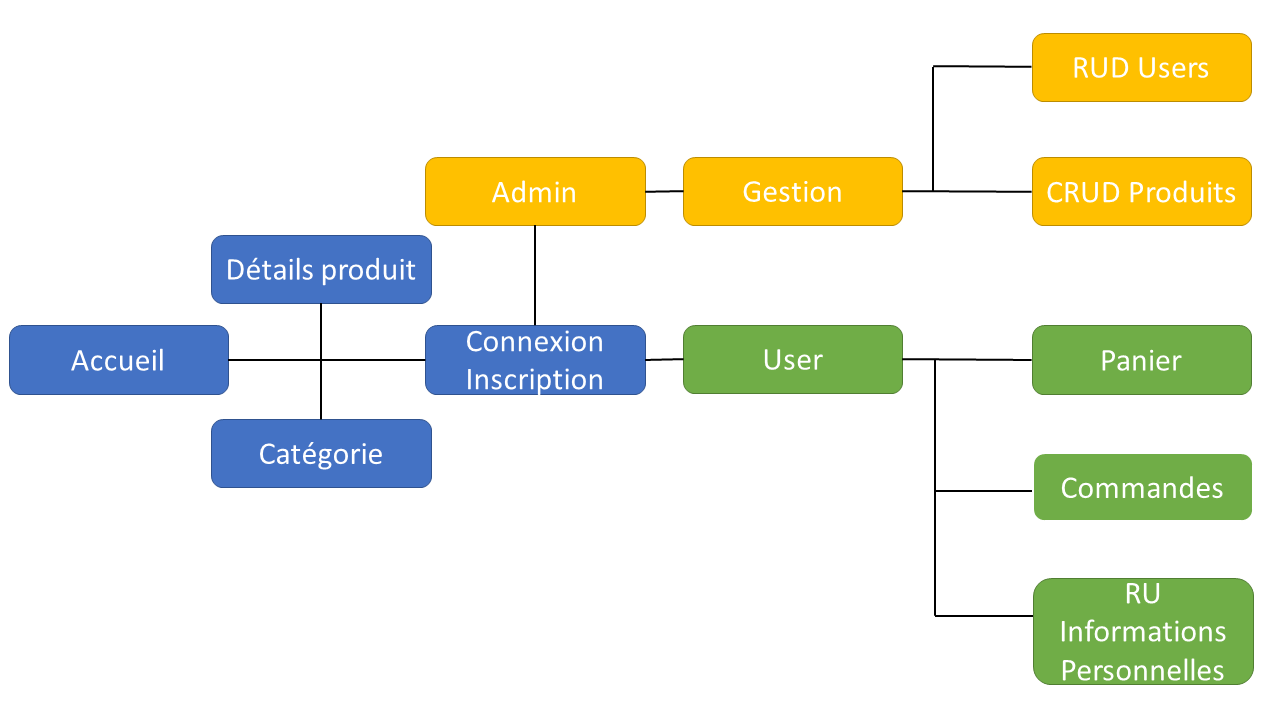 RUD Users
Admin
Gestion
CRUD Produits
Détails produit
Accueil
Connexion
Inscription
User
Panier
Catégorie
Commandes
RU
Informations
Personnelles